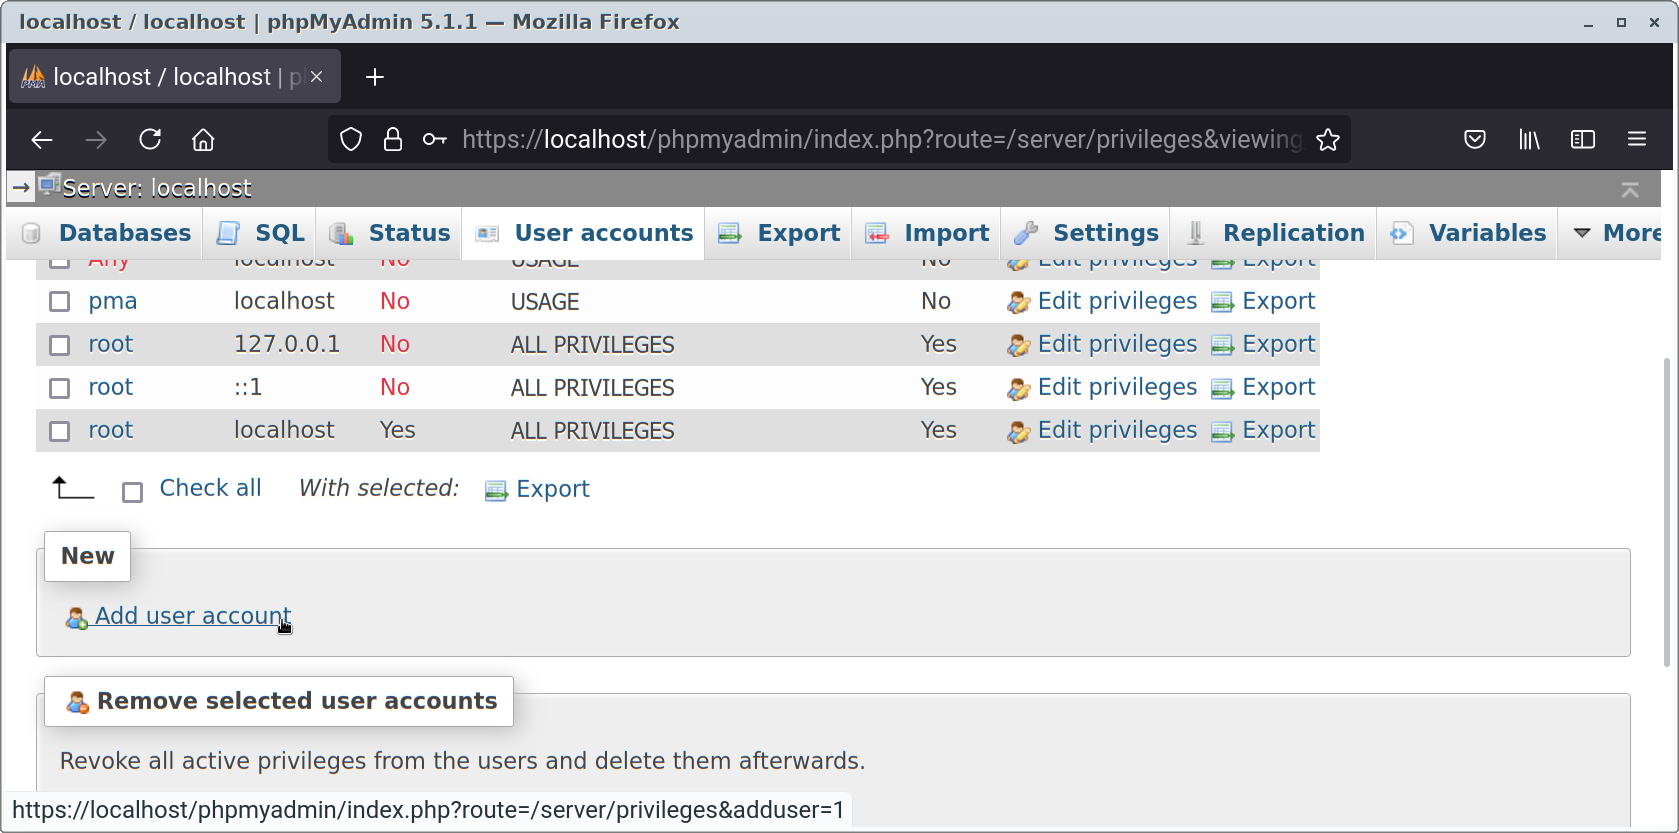 localhost / localhost | phpMyAdmin 5.1.1 — Mozilla Firefox
localhost / localhost | p
https://localhost/phpmyadmin/index.php?route=/server/privileges&viewing
Server: localhost
Databases SQL Status User accounts Export Import Settings Replication Variables More
Any localhost No USAGE No Edit privileges Export
pma localhost No USAGE No Edit privileges Export
root 127.0.0.1 No ALL PRIVILEGES Yes Edit privileges Export
root ::1 No ALL PRIVILEGES Yes Edit privileges Export
root localhost Yes ALL PRIVILEGES Yes Edit privileges Export
Check all With selected: Export
New
Add user account
Remove selected user accounts
Revoke all active privileges from the users and delete them afterwards.
https://localhost/phpmyadmin/index.php?route=/server/privileges&adduser=1